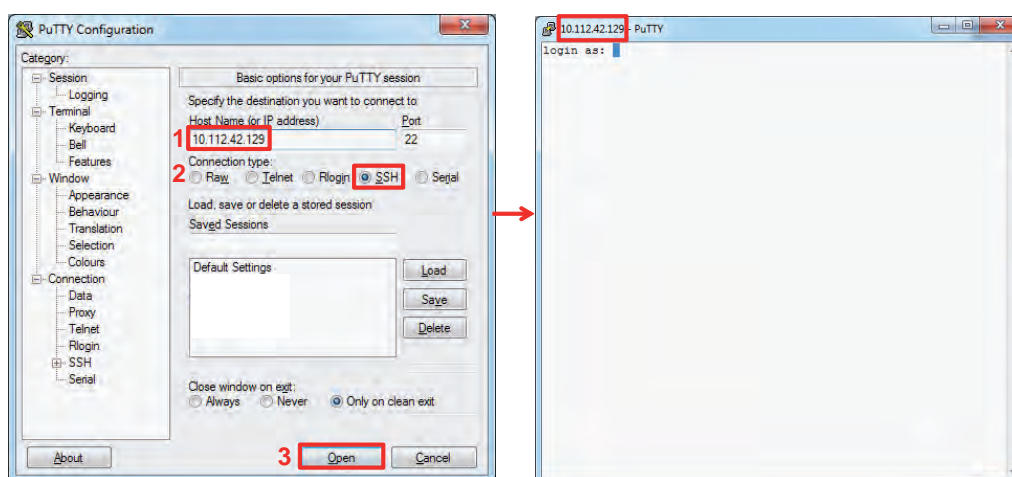 PuTTY Configuration
Category:
Session
Logging
Terminal
Keyboard
Bell
Features
Window
Appearance
Behaviour
Translation
Selection
Colours
Connection
Data
Proxy
Telnet
Rlogin
SSH
Serial
Basic options for your PuTTY session
Specify the destination you want to connect to
Host Name (or IP address) Port
1 10.112.42.129 22
Connection type:
2 Raw Telnet Rlogin SSH Serial
Load, save or delete a stored session
Saved Sessions
Default Settings
Load
Save
Delete
Close window on exit:
Always Never Only on clean exit
About 3 Open Cancel
10.112.42.129 - PuTTY
login as: